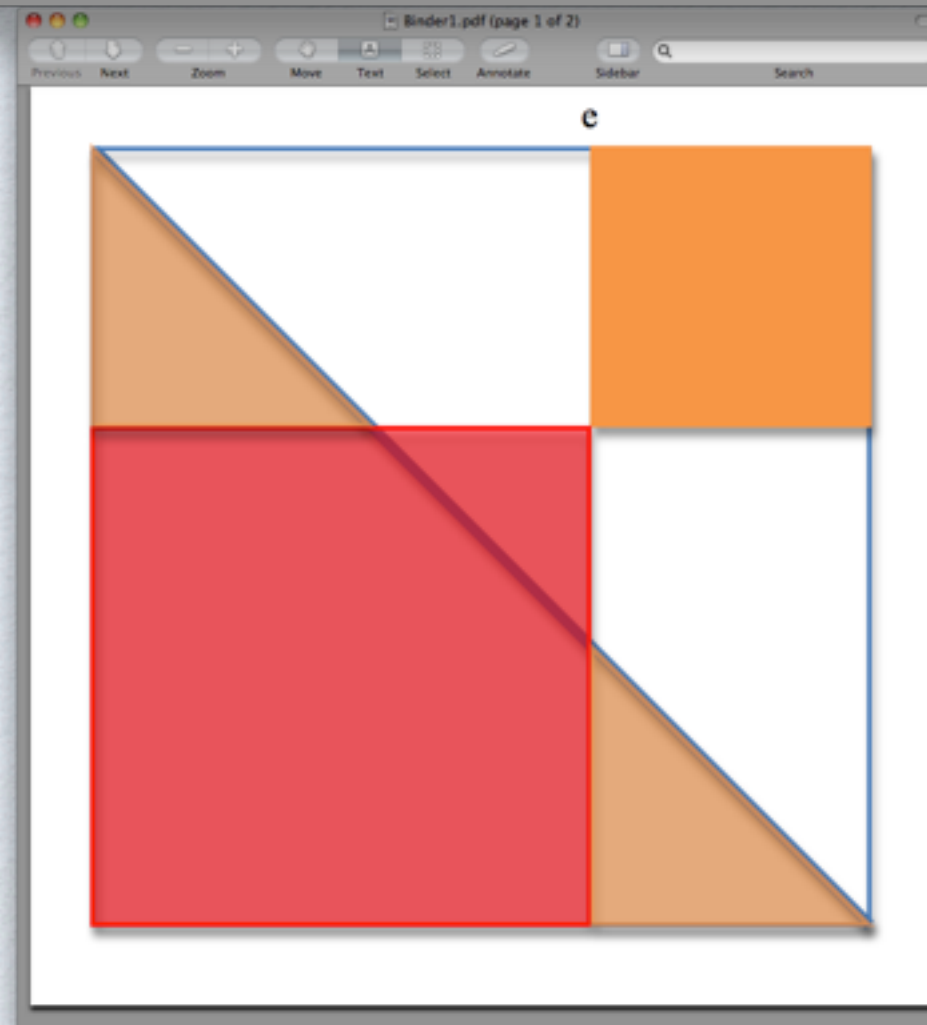 Binder1.pdf (page 1 of 2)
Previous Next Zoom Move Text Select Annotate Sidebar Search
e